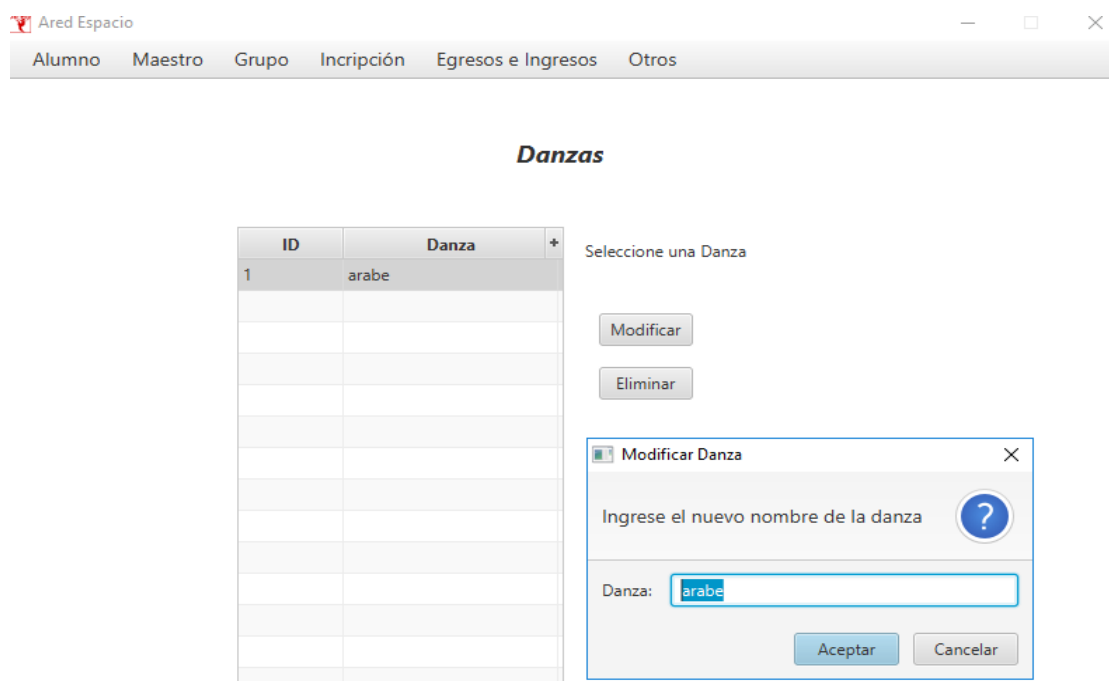 Ared Espacio
Alumno Maestro Grupo Incripción Egresos e Ingresos Otros
Danzas
ID Danza +
1 arabe
Seleccione una Danza
Modificar
Eliminar
Modificar Danza
Ingrese el nuevo nombre de la danza
?
Danza: arabe
Aceptar Cancelar